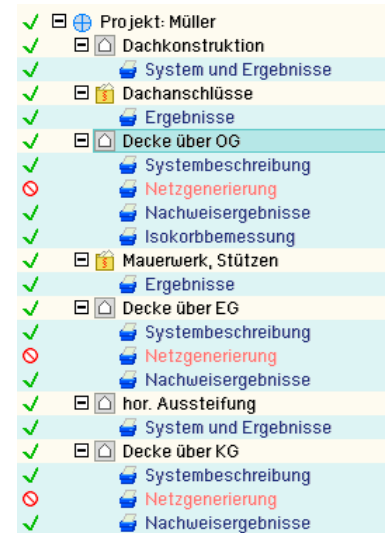 Projekt: Müller
Dachkonstruktion
System und Ergebnisse
Dachanschlüsse
Ergebnisse
Decke über OG
Systembeschreibung
Netzgenerierung
Nachweisergebnisse
Isokorbbemessung
Mauerwerk, Stützen
Ergebnisse
Decke über EG
Systembeschreibung
Netzgenerierung
Nachweisergebnisse
hor. Aussteifung
System und Ergebnisse
Decke über KG
Systembeschreibung
Netzgenerierung
Nachweisergebnisse